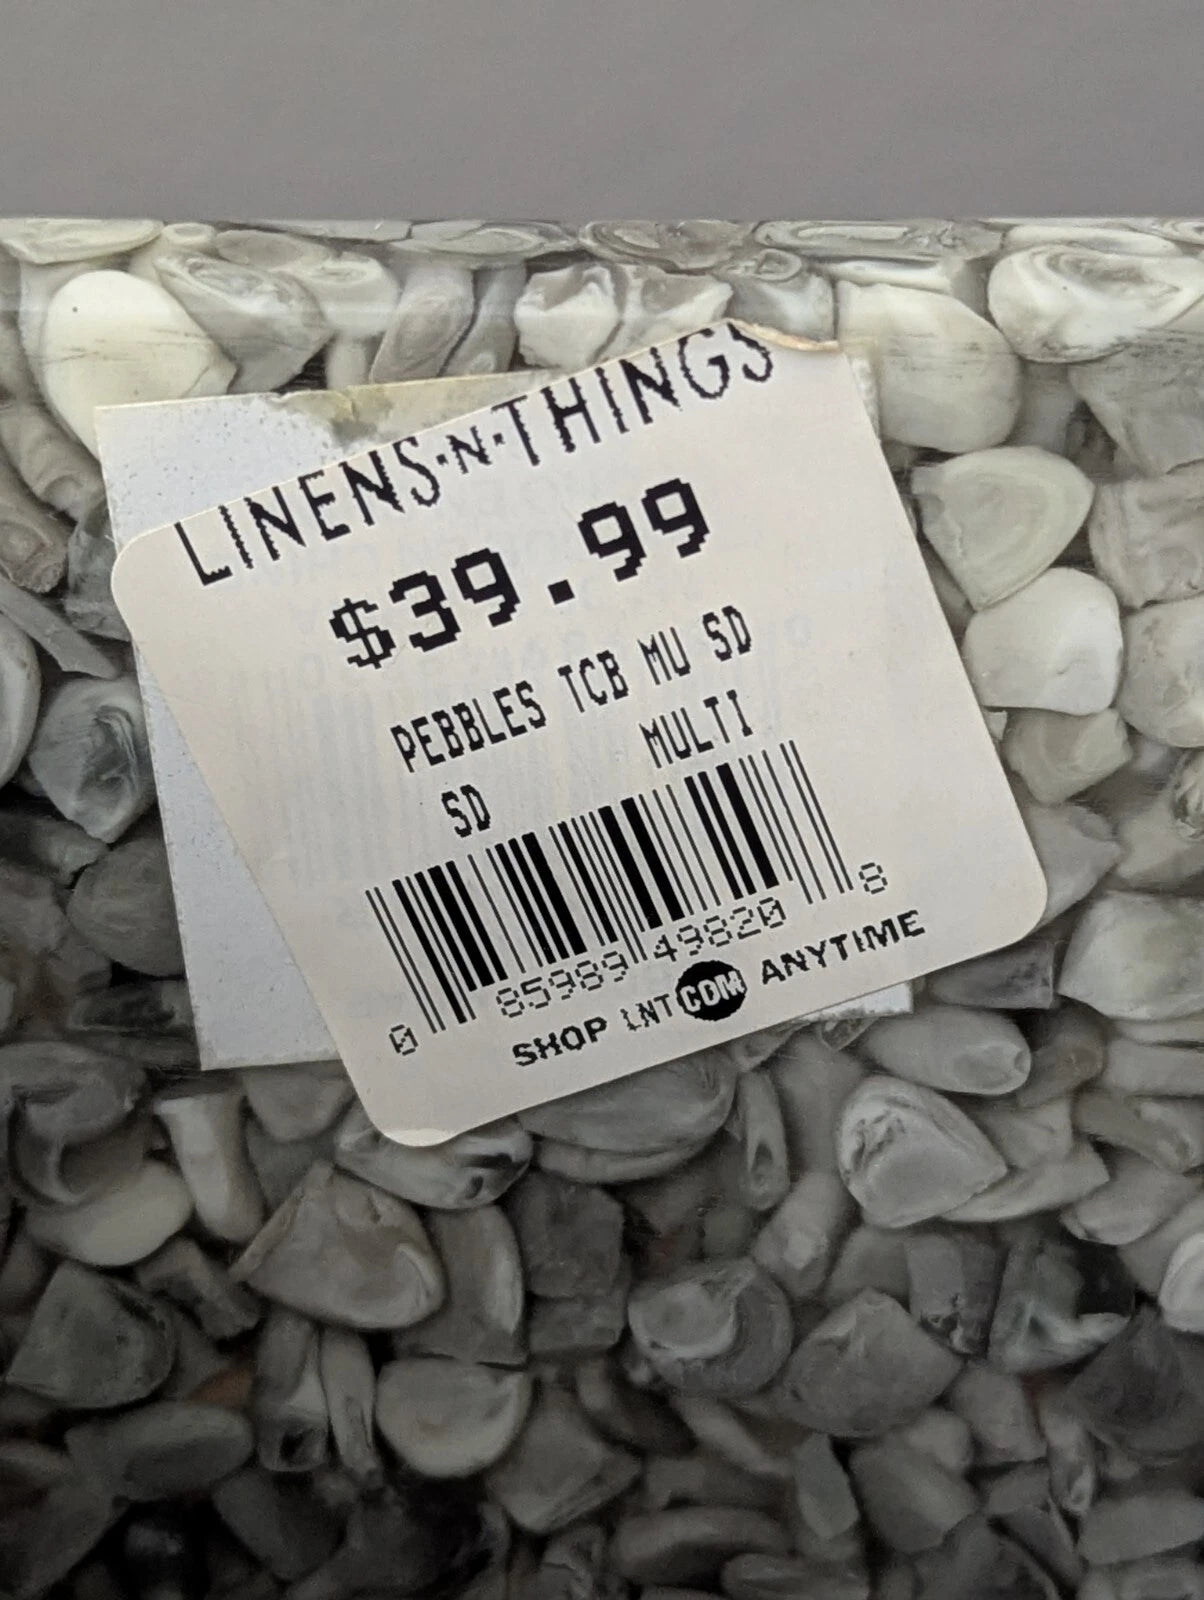 LINENS·N·THINGS
$39.99
PEBBLES TCB MU SD
SD MULTI
0 85989 49820 8
SHOP LNT COM ANYTIME